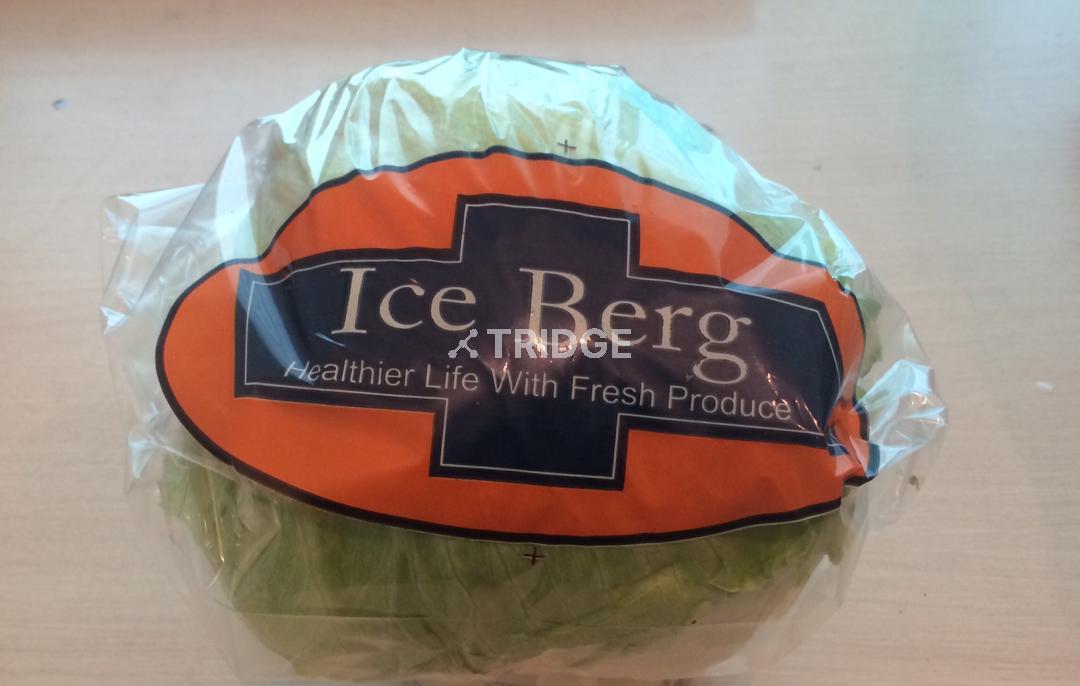 Ice Berg
TRIDGE
Healthier Life With Fresh Produce